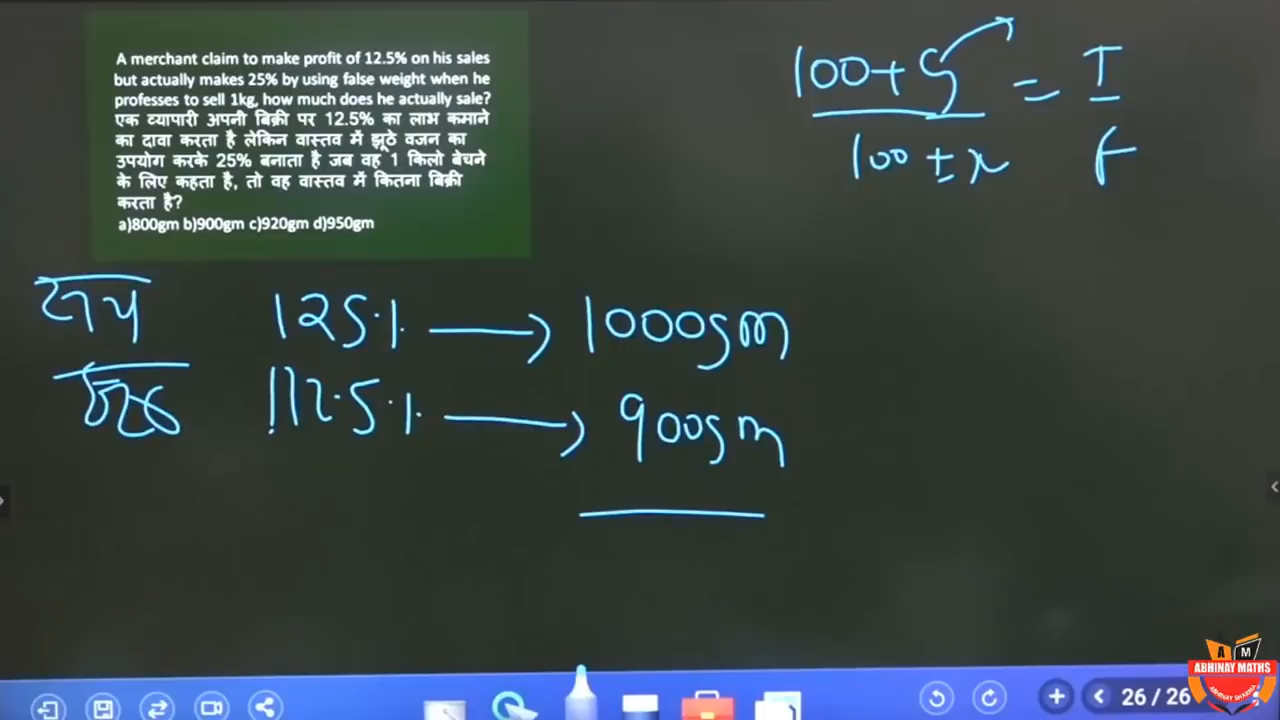 A merchant claim to make profit of 12.5% on his sales
but actually makes 25% by using false weight when he
professes to sell 1kg, how much does he actually sale?
एक व्यापारी अपनी बिक्री पर 12.5% का लाभ कमाने
का दावा करता है लेकिन वास्तव में झूठे वजन का
उपयोग करके 25% बनाता है जब वह 1 किलो बेचने
के लिए कहता है, तो वह वास्तव में कितना बिक्री
करता है?
a)800gm b)900gm c)920gm d)950gm
100+G = T
100 ± x F
सत्य 125% → 1000gm
झूठ 112.5% → 900gm
26 / 26
A M
ABHINAY MATHS
ABHINAY SHARMA